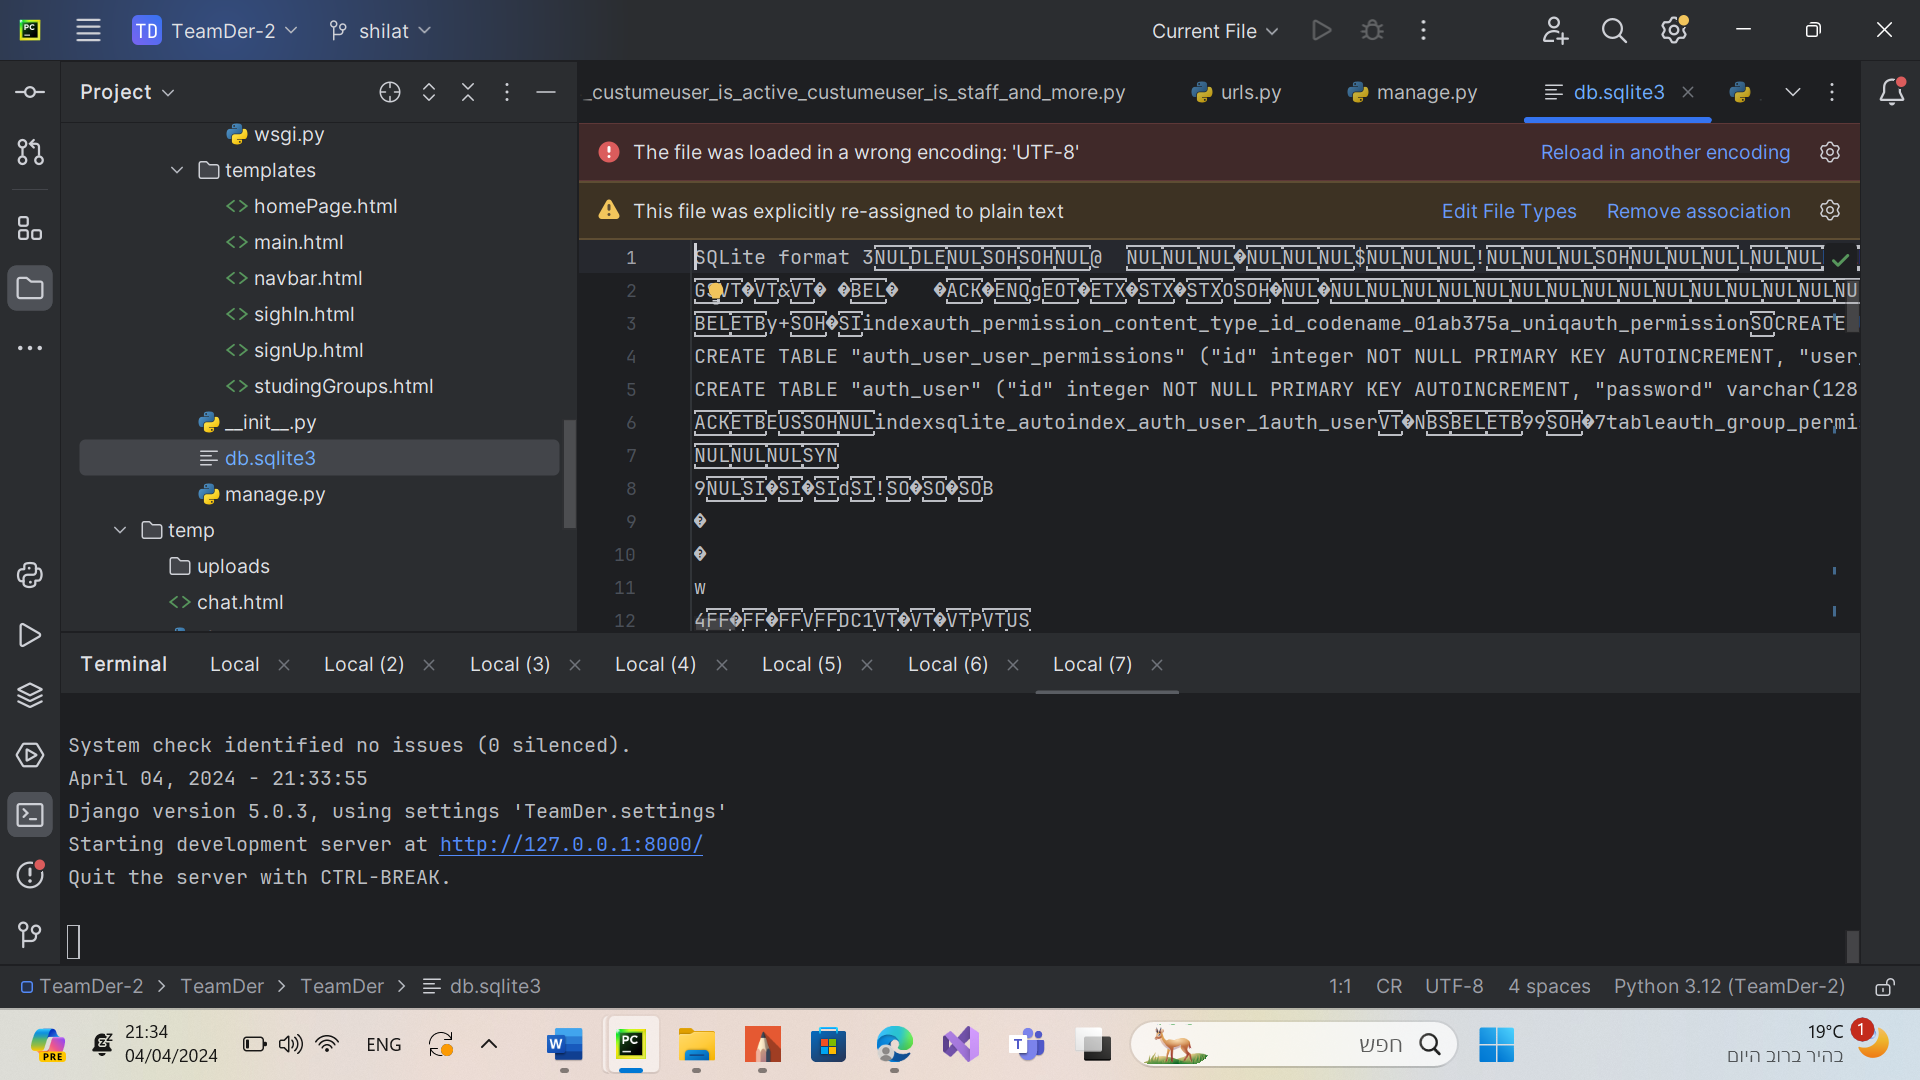 PC
TD TeamDer-2 shilat
Current File
Project
_custumeuser_is_active_custumeuser_is_staff_and_more.py urls.py manage.py db.sqlite3
wsgi.py
templates
homePage.html
main.html
navbar.html
sighIn.html
signUp.html
studingGroups.html
__init__.py
db.sqlite3
manage.py
temp
uploads
chat.html
The file was loaded in a wrong encoding: 'UTF-8' Reload in another encoding
This file was explicitly re-assigned to plain text Edit File Types Remove association
1 SQLite format 3NULDLENULSOHSOHNUL@ NULNULNUL�NULNULNUL$NULNULNUL!NULNULNULSOHNULNULNULLNULNUL
2 GSVT�VT&VT� �BEL� �ACK�ENQgEOT�ETX�STX�STXOSOH�NUL�NULNULNULNULNULNULNULNULNULNULNULNULNULNULNU
3 BELETBy+SOH�SIindexauth_permission_content_type_id_codename_01ab375a_uniqauth_permissionSOCREATE
4 CREATE TABLE "auth_user_user_permissions" ("id" integer NOT NULL PRIMARY KEY AUTOINCREMENT, "user_
5 CREATE TABLE "auth_user" ("id" integer NOT NULL PRIMARY KEY AUTOINCREMENT, "password" varchar(128
6 ACKETBEUSSOHNULindexsqlite_autoindex_auth_user_1auth_userVT�NBSBELETB99SOH�7tableauth_group_permi
7 NULNULNULSYN
8 9NULSI�SI�SIdSI!SO�SO�SOB
9 �
10 �
11 w
12 4FF�FF�FFVFFDC1VT�VT�VTPVTUS
Terminal Local Local (2) Local (3) Local (4) Local (5) Local (6) Local (7)
System check identified no issues (0 silenced).
April 04, 2024 - 21:33:55
Django version 5.0.3, using settings 'TeamDer.settings'
Starting development server at http://127.0.0.1:8000/
Quit the server with CTRL-BREAK.
TeamDer-2 > TeamDer > TeamDer > db.sqlite3
1:1 CR UTF-8 4 spaces Python 3.12 (TeamDer-2)
PRE
21:34
04/04/2024
ENG
W
PC
T
חפש
19°C
1
בהיר ברוב היום